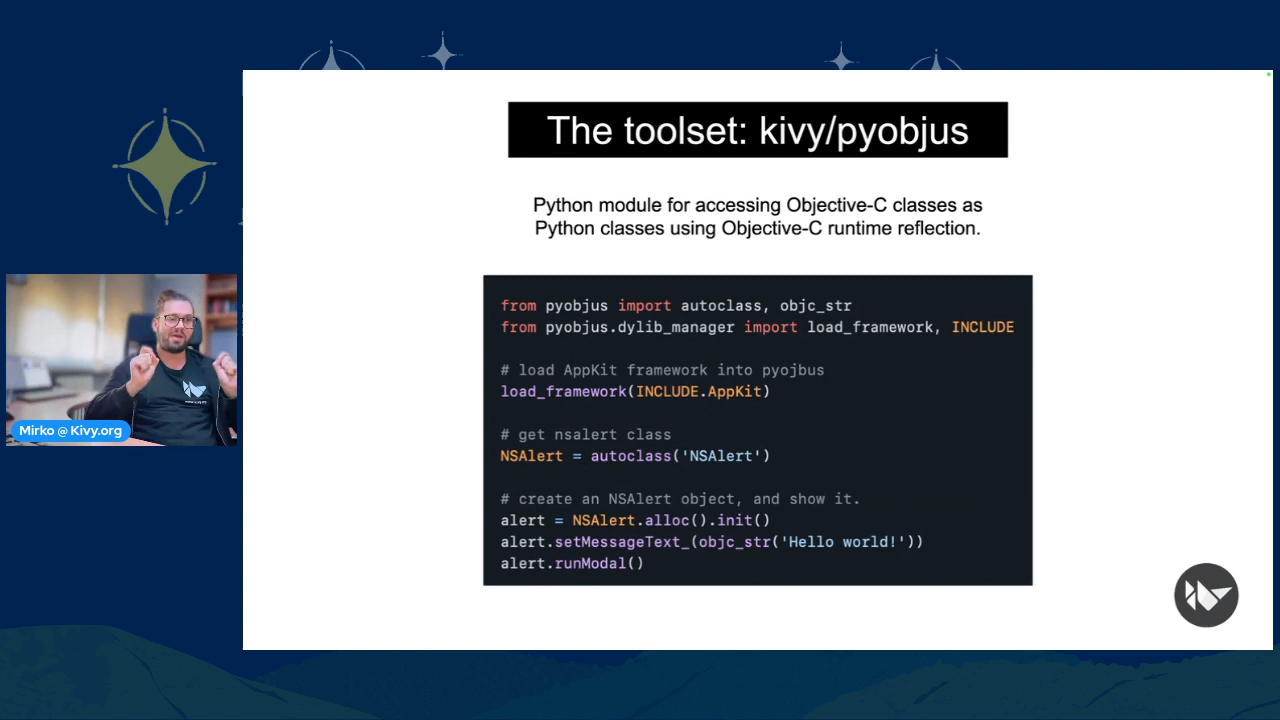 The toolset: kivy/pyobjus
Python module for accessing Objective-C classes as
Python classes using Objective-C runtime reflection.
from pyobjus import autoclass, objc_str
from pyobjus.dylib_manager import load_framework, INCLUDE
# load AppKit framework into pyojbus
load_framework(INCLUDE.AppKit)
# get nsalert class
NSAlert = autoclass('NSAlert')
# create an NSAlert object, and show it.
alert = NSAlert.alloc().init()
alert.setMessageText_(objc_str('Hello world!'))
alert.runModal()
Mirko @ Kivy.org